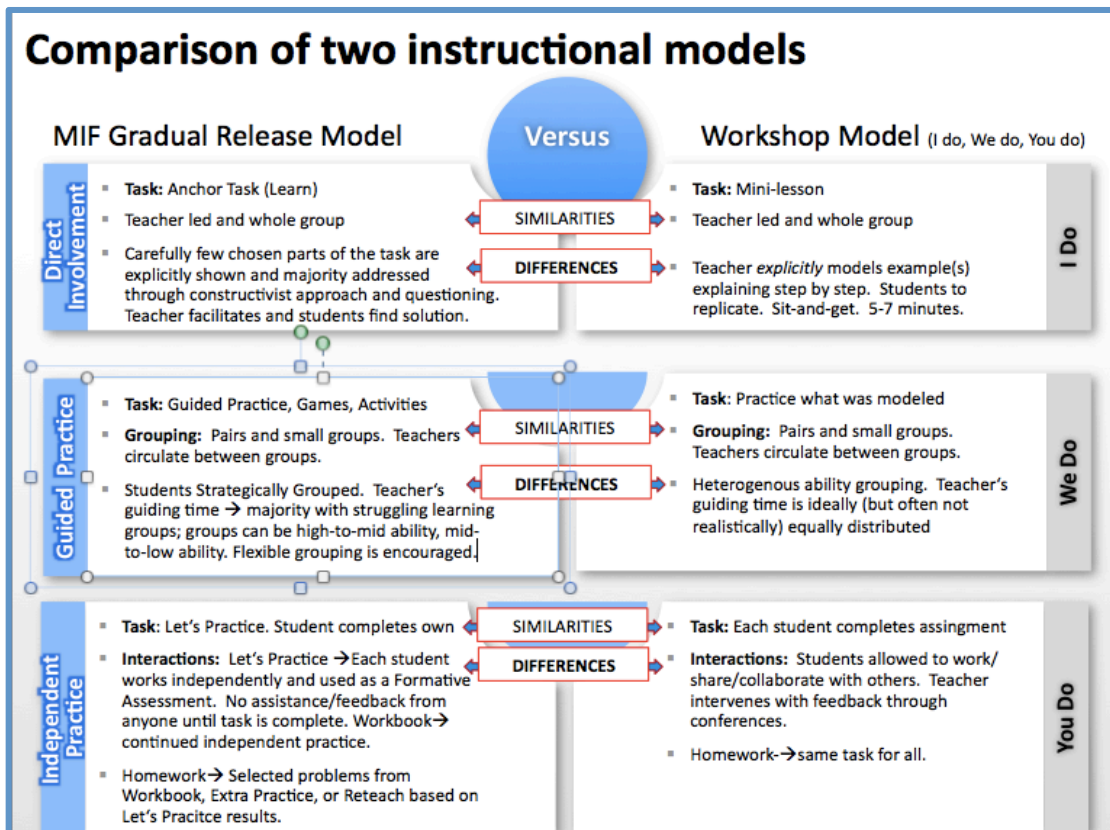 Comparison of two instructional models
MIF Gradual Release Model
Versus
Workshop Model (I do, We do, You do)
Direct
Involvement
▪ Task: Anchor Task (Learn)
▪ Teacher led and whole group
▪ Carefully few chosen parts of the task are
explicitly shown and majority addressed
through constructivist approach and questioning.
Teacher facilitates and students find solution.
SIMILARITIES
DIFFERENCES
▪ Task: Mini-lesson
▪ Teacher led and whole group
▪ Teacher explicitly models example(s)
explaining step by step. Students to
replicate. Sit-and-get. 5-7 minutes.
I Do
Guided Practice
▪ Task: Guided Practice, Games, Activities
▪ Grouping: Pairs and small groups. Teachers
circulate between groups.
▪ Students Strategically Grouped. Teacher's
guiding time → majority with struggling learning
groups; groups can be high-to-mid ability, mid-
to-low ability. Flexible grouping is encouraged.
SIMILARITIES
DIFFERENCES
▪ Task: Practice what was modeled
▪ Grouping: Pairs and small groups.
Teachers circulate between groups.
▪ Heterogenous ability grouping. Teacher's
guiding time is ideally (but often not
realistically) equally distributed
We Do
Independent
Practice
▪ Task: Let's Practice. Student completes own
▪ Interactions: Let's Practice →Each student
works independently and used as a Formative
Assessment. No assistance/feedback from
anyone until task is complete. Workbook→
continued independent practice.
▪ Homework→ Selected problems from
Workbook, Extra Practice, or Reteach based on
Let's Pracitce results.
SIMILARITIES
DIFFERENCES
▪ Task: Each student completes assingment
▪ Interactions: Students allowed to work/
share/collaborate with others. Teacher
intervenes with feedback through
conferences.
▪ Homework-→same task for all.
You Do